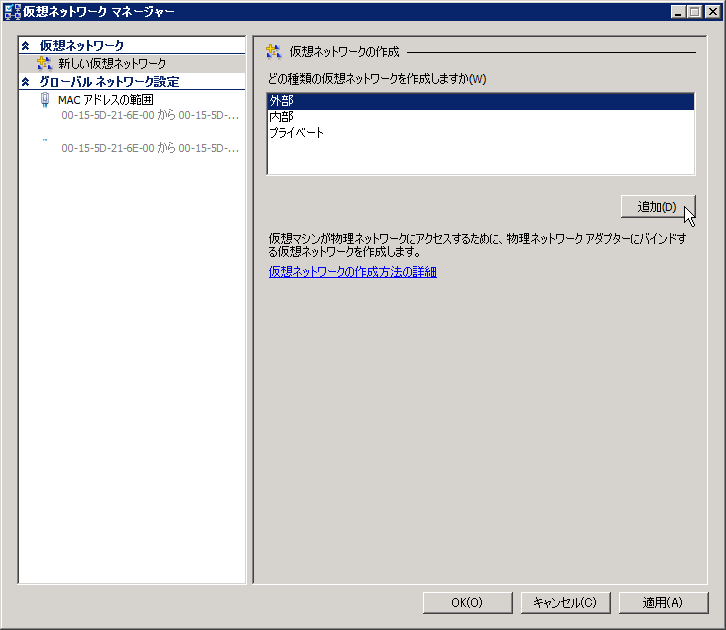 仮想ネットワーク マネージャー
仮想ネットワーク
新しい仮想ネットワーク
グローバル ネットワーク設定
MAC アドレスの範囲
00-15-5D-21-6E-00 から 00-15-5D-...
00-15-5D-21-6E-00 から 00-15-5D-...
仮想ネットワークの作成
どの種類の仮想ネットワークを作成しますか(W)
外部
内部
プライベート
追加(D)
仮想マシンが物理ネットワークにアクセスするために、物理ネットワーク アダプターにバインドす
る仮想ネットワークを作成します。
仮想ネットワークの作成方法の詳細
OK(O)
キャンセル(C)
適用(A)